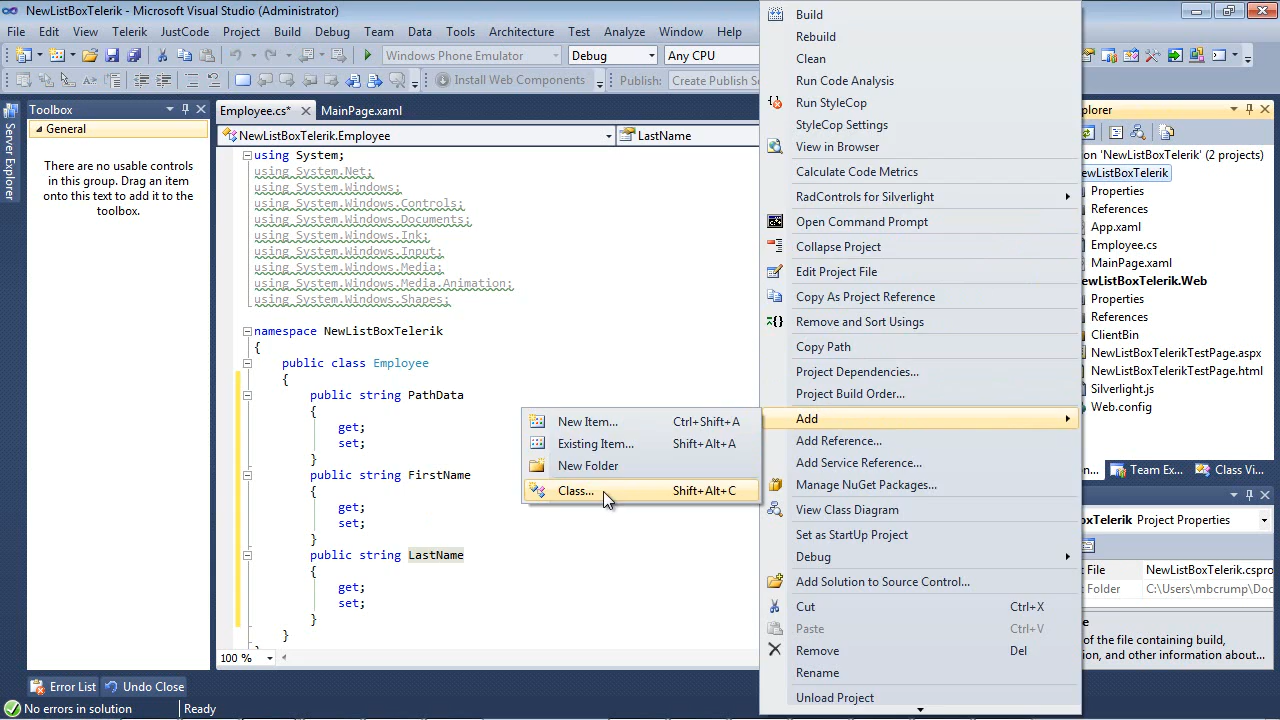 NewListBoxTelerik - Microsoft Visual Studio (Administrator)
File Edit View Telerik JustCode Project Build Debug Team Data Tools Architecture Test Analyze Window
Windows Phone Emulator Debug Any CPU
Install Web Components Publish: Create Publish Se
Server Explorer
Toolbox
General
There are no usable controls
in this group. Drag an item
onto this text to add it to the
toolbox.
Employee.cs* MainPage.xaml
NewListBoxTelerik.Employee LastName
using System;
using System.Net;
using System.Windows;
using System.Windows.Controls;
using System.Windows.Documents;
using System.Windows.Ink;
using System.Windows.Input;
using System.Windows.Media;
using System.Windows.Media.Animation;
using System.Windows.Shapes;
namespace NewListBoxTelerik
{
public class Employee
{
public string PathData
{
get;
set;
}
public string FirstName
{
get;
set;
}
public string LastName
{
get;
set;
}
}
100 %
New Item... Ctrl+Shift+A
Existing Item... Shift+Alt+A
New Folder
Class... Shift+Alt+C
Build
Rebuild
Clean
Run Code Analysis
Run StyleCop
StyleCop Settings
View in Browser
Calculate Code Metrics
RadControls for Silverlight
Open Command Prompt
Collapse Project
Edit Project File
Copy As Project Reference
Remove and Sort Usings
Copy Path
Project Dependencies...
Project Build Order...
Add
Add Reference...
Add Service Reference...
Manage NuGet Packages...
View Class Diagram
Set as StartUp Project
Debug
Add Solution to Source Control...
Cut Ctrl+X
Paste Ctrl+V
Remove Del
Rename
Unload Project
xplorer
on 'NewListBoxTelerik' (2 projects)
ewListBoxTelerik
Properties
References
App.xaml
Employee.cs
MainPage.xaml
ewListBoxTelerik.Web
Properties
References
ClientBin
NewListBoxTelerikTestPage.aspx
NewListBoxTelerikTestPage.html
Silverlight.js
Web.config
n... Team Ex... Class Vi...
xTelerik Project Properties
File NewListBoxTelerik.cspro
Folder C:\Users\mbcrump\Doc
e
of the file containing build,
ion, and other information about...
Error List Undo Close
No errors in solution Ready